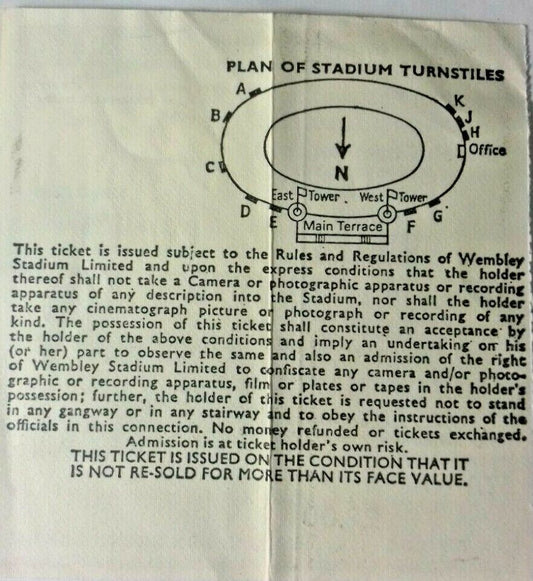 PLAN OF STADIUM TURNSTILES
A
K
B
J
H
Office
C
N
East Tower
West Tower
D
E
Main Terrace
F
G
This ticket is issued subject to the Rules and Regulations of Wembley
Stadium Limited and upon the express conditions that the holder
thereof shall not take a Camera or photographic apparatus or recording
apparatus of any description into the Stadium, nor shall the holder
take any cinematograph picture or photograph or recording of any
kind. The possession of this ticket shall constitute an acceptance by
the holder of the above conditions and imply an undertaking on his
(or her) part to observe the same and also an admission of the right
of Wembley Stadium Limited to confiscate any camera and/or photo-
graphic or recording apparatus, film or plates or tapes in the holder's
possession; further, the holder of this ticket is requested not to stand
in any gangway or in any stairway and to obey the instructions of the
officials in this connection. No money refunded or tickets exchanged.
Admission is at ticket holder's own risk.
THIS TICKET IS ISSUED ON THE CONDITION THAT IT
IS NOT RE-SOLD FOR MORE THAN ITS FACE VALUE.